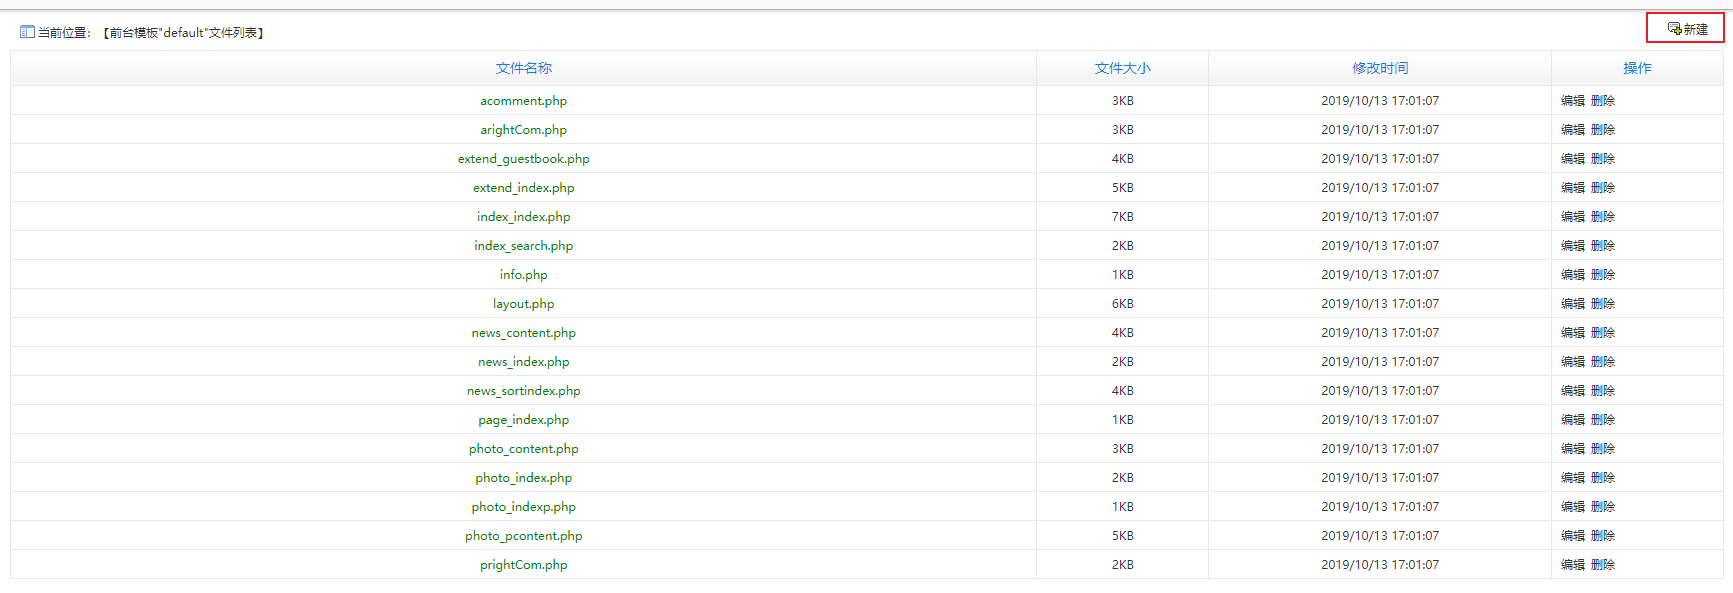 当前位置：【前台模板"default"文件列表】 新建
文件名称 文件大小 修改时间 操作
acomment.php 3KB 2019/10/13 17:01:07 编辑 删除
arightCom.php 3KB 2019/10/13 17:01:07 编辑 删除
extend_guestbook.php 4KB 2019/10/13 17:01:07 编辑 删除
extend_index.php 5KB 2019/10/13 17:01:07 编辑 删除
index_index.php 7KB 2019/10/13 17:01:07 编辑 删除
index_search.php 2KB 2019/10/13 17:01:07 编辑 删除
info.php 1KB 2019/10/13 17:01:07 编辑 删除
layout.php 6KB 2019/10/13 17:01:07 编辑 删除
news_content.php 4KB 2019/10/13 17:01:07 编辑 删除
news_index.php 2KB 2019/10/13 17:01:07 编辑 删除
news_sortindex.php 4KB 2019/10/13 17:01:07 编辑 删除
page_index.php 1KB 2019/10/13 17:01:07 编辑 删除
photo_content.php 3KB 2019/10/13 17:01:07 编辑 删除
photo_index.php 2KB 2019/10/13 17:01:07 编辑 删除
photo_indexp.php 1KB 2019/10/13 17:01:07 编辑 删除
photo_pcontent.php 5KB 2019/10/13 17:01:07 编辑 删除
prightCom.php 2KB 2019/10/13 17:01:07 编辑 删除